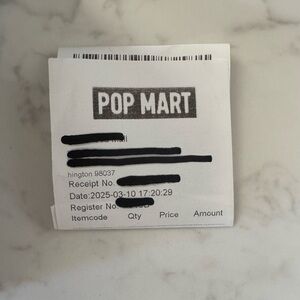 POP MART
hington 98037
Receipt No
Date:2025-03-10 17:20:29
Register No
Itemcode Qty Price Amount